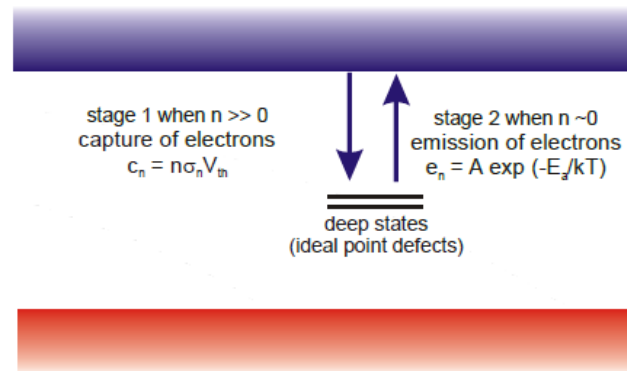 stage 1 when n >> 0
capture of electrons
cₙ = nσₙVₜₕ
stage 2 when n ~0
emission of electrons
eₙ = A exp (-Eₐ/kT)
deep states
(ideal point defects)